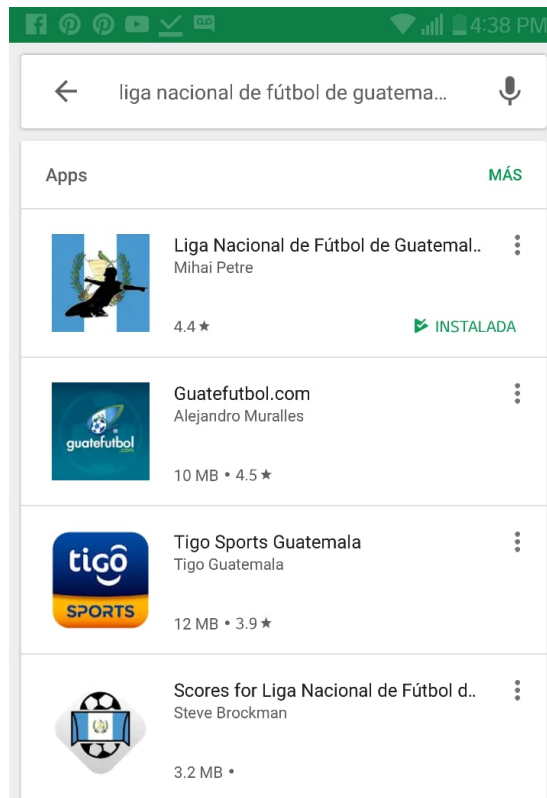 4:38 PM
liga nacional de fútbol de guatema...
Apps
MÁS
Liga Nacional de Fútbol de Guatemal..
Mihai Petre
4.4★
INSTALADA
guatefutbol
.com
Guatefutbol.com
Alejandro Muralles
10 MB • 4.5★
tigo
SPORTS
Tigo Sports Guatemala
Tigo Guatemala
12 MB • 3.9★
Scores for Liga Nacional de Fútbol d..
Steve Brockman
3.2 MB •